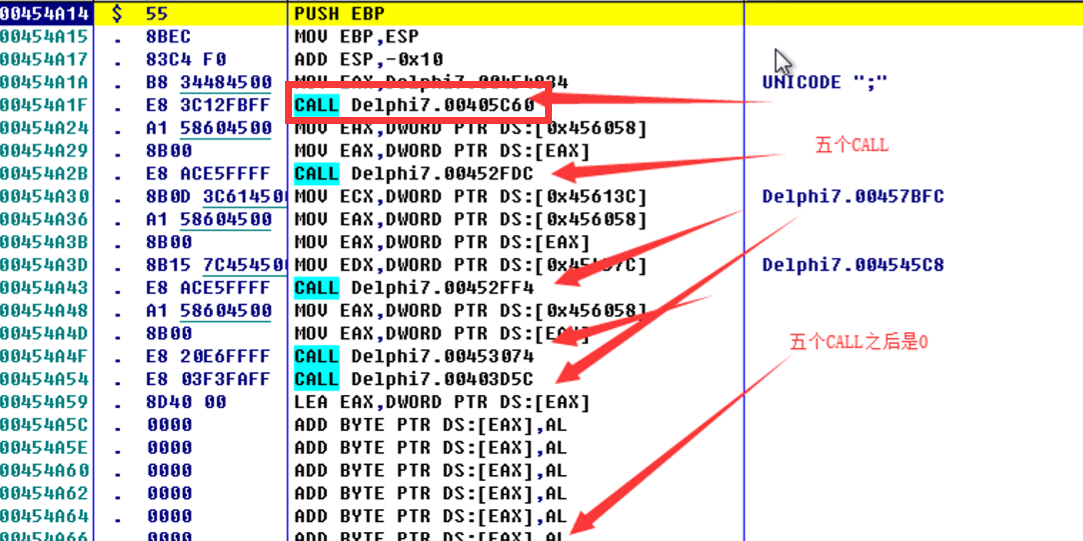 00454A14 $ 55 PUSH EBP
00454A15 . 8BEC MOV EBP,ESP
00454A17 . 83C4 F0 ADD ESP,-0x10
00454A1A . B8 34484500 MOV EAX,Delphi7.00454834 UNICODE ";"
00454A1F . E8 3C12FBFF CALL Delphi7.00405C60
00454A24 . A1 58604500 MOV EAX,DWORD PTR DS:[0x456058]
五个CALL
00454A29 . 8B00 MOV EAX,DWORD PTR DS:[EAX]
00454A2B . E8 ACE5FFFF CALL Delphi7.00452FDC
00454A30 . 8B0D 3C614500 MOV ECX,DWORD PTR DS:[0x45613C] Delphi7.00457BFC
00454A36 . A1 58604500 MOV EAX,DWORD PTR DS:[0x456058]
00454A3B . 8B00 MOV EAX,DWORD PTR DS:[EAX]
00454A3D . 8B15 7C454500 MOV EDX,DWORD PTR DS:[0x45457C] Delphi7.004545C8
00454A43 . E8 ACE5FFFF CALL Delphi7.00452FF4
00454A48 . A1 58604500 MOV EAX,DWORD PTR DS:[0x456058]
00454A4D . 8B00 MOV EAX,DWORD PTR DS:[EAX]
五个CALL之后是0
00454A4F . E8 20E6FFFF CALL Delphi7.00453074
00454A54 . E8 03F3FAFF CALL Delphi7.00403D5C
00454A59 . 8D40 00 LEA EAX,DWORD PTR DS:[EAX]
00454A5C . 0000 ADD BYTE PTR DS:[EAX],AL
00454A5E . 0000 ADD BYTE PTR DS:[EAX],AL
00454A60 . 0000 ADD BYTE PTR DS:[EAX],AL
00454A62 . 0000 ADD BYTE PTR DS:[EAX],AL
00454A64 . 0000 ADD BYTE PTR DS:[EAX],AL
00454A66 . 0000 ADD BYTE PTR DS:[EAX],AL